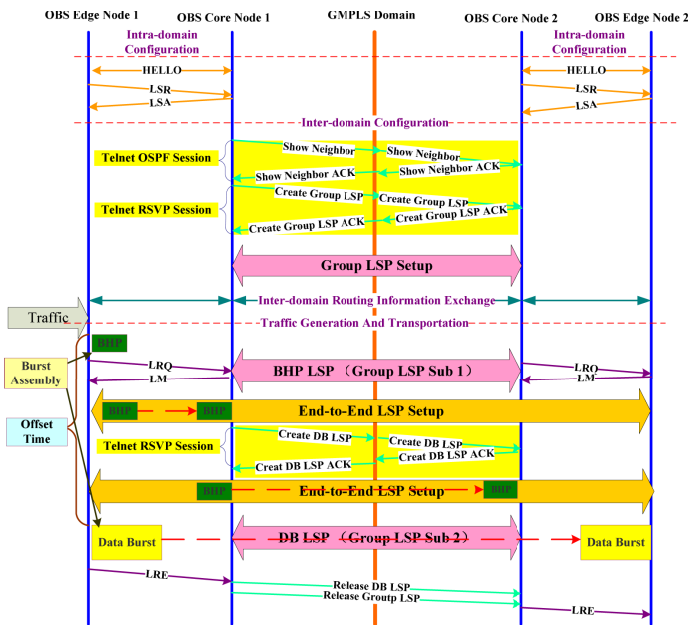 OBS Edge Node 1
OBS Core Node 1
GMPLS Domain
OBS Core Node 2
OBS Edge Node 2
Intra-domain
Configuration
Intra-domain
Configuration
HELLO
HELLO
LSR
LSR
LSA
LSA
Inter-domain Configuration
Telnet OSPF Session
Show Neighbor
Show Neighbor
Show Neighbor ACK
Show Neighbor ACK
Telnet RSVP Session
Create Group LSP
Create Group LSP
Creat Group LSP ACK
Create Group LSP ACK
Group LSP Setup
Inter-domain Routing Information Exchange
Traffic
Traffic Generation And Transportation
BHP
Burst
Assembly
LRQ
BHP LSP （Group LSP Sub 1）
LRQ
LM
LM
BHP
BHP
End-to-End LSP Setup
Offset
Time
Telnet RSVP Session
Create DB LSP
Create DB LSP
Creat DB LSP ACK
Creat DB LSP ACK
BHP
End-to-End LSP Setup
BHP
Data Burst
DB LSP （Group LSP Sub 2）
Data Burst
LRE
Release DB LSP
Release Groutp LSP
LRE